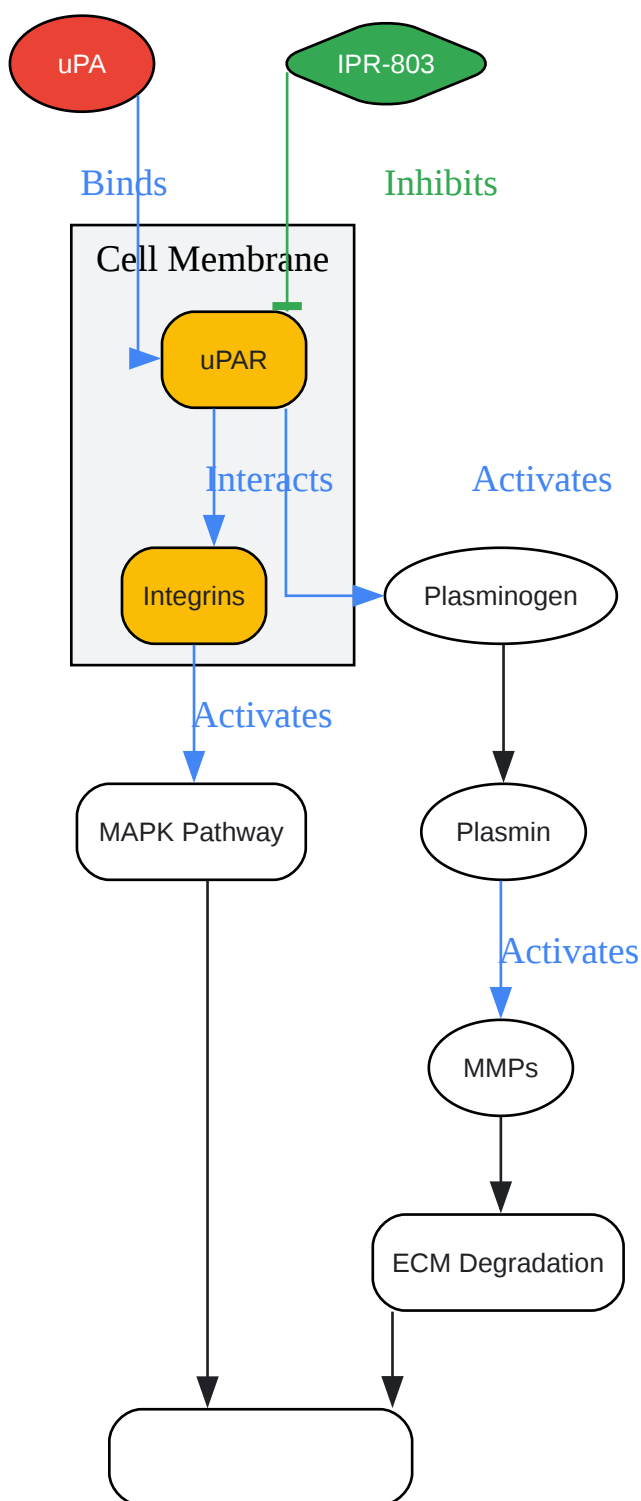 uPA
IPR-803
Binds
Inhibits
Cell Membrane
uPAR
Interacts
Activates
Integrins
Plasminogen
Activates
MAPK Pathway
Plasmin
Activates
MMPs
ECM Degradation